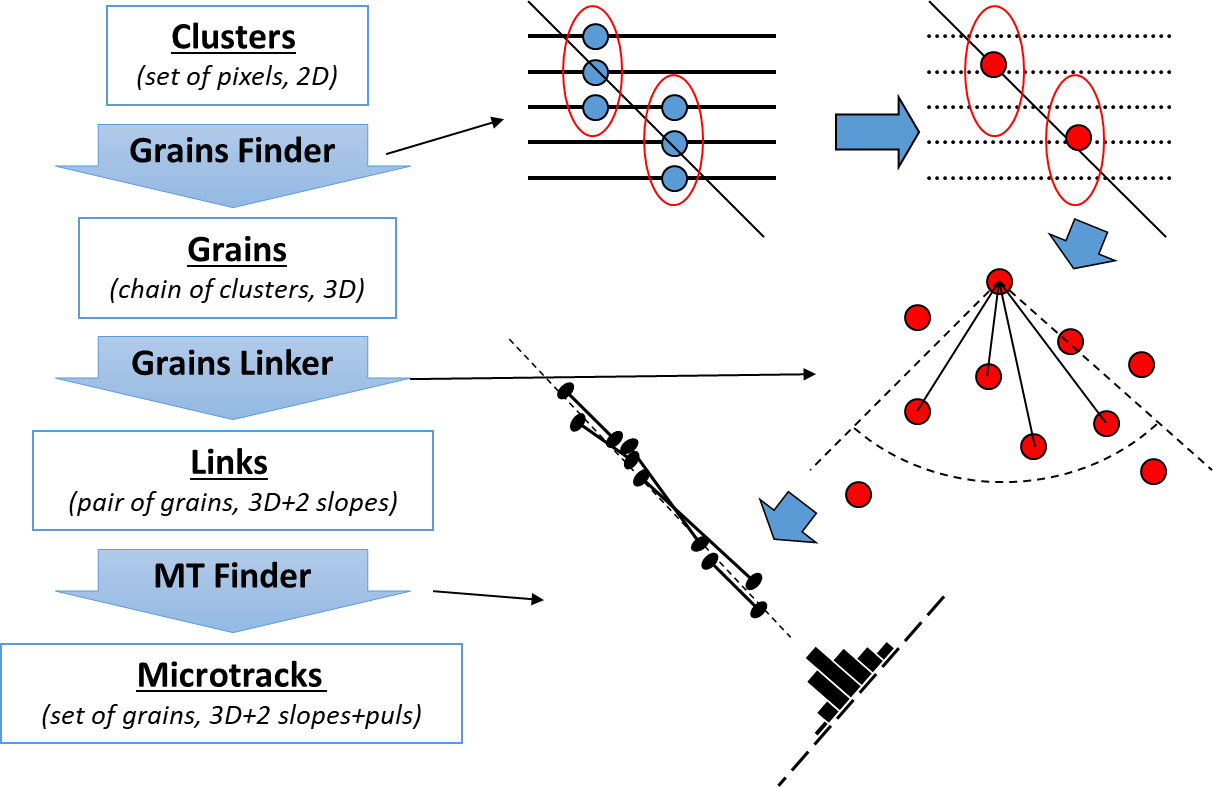 Clusters
(set of pixels, 2D)
Grains Finder
Grains
(chain of clusters, 3D)
Grains Linker
Links
(pair of grains, 3D+2 slopes)
MT Finder
Microtracks
(set of grains, 3D+2 slopes+puls)